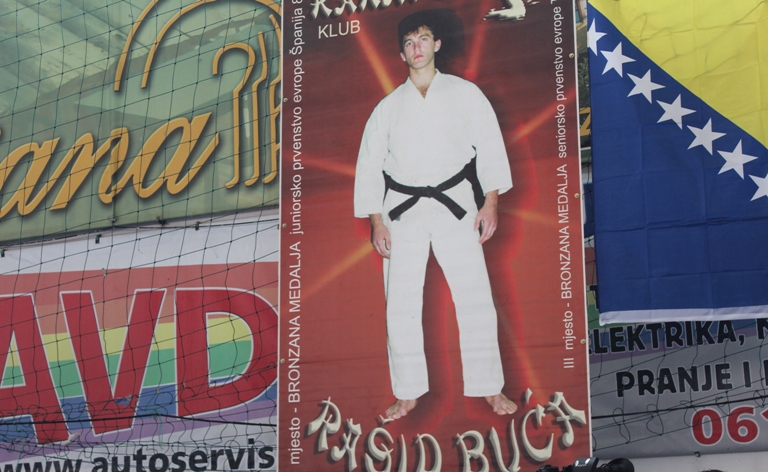 KLUB
mjesto - BRONZANA MEDALJA juniorsko prvenstvo evrope Španija
III mjesto - BRONZANA MEDALJA seniorsko prvenstvo evrope
RAŠID BUĆA
ana
AVD
www.autoservis
ELEKTRIKA,
PRANJE I
061